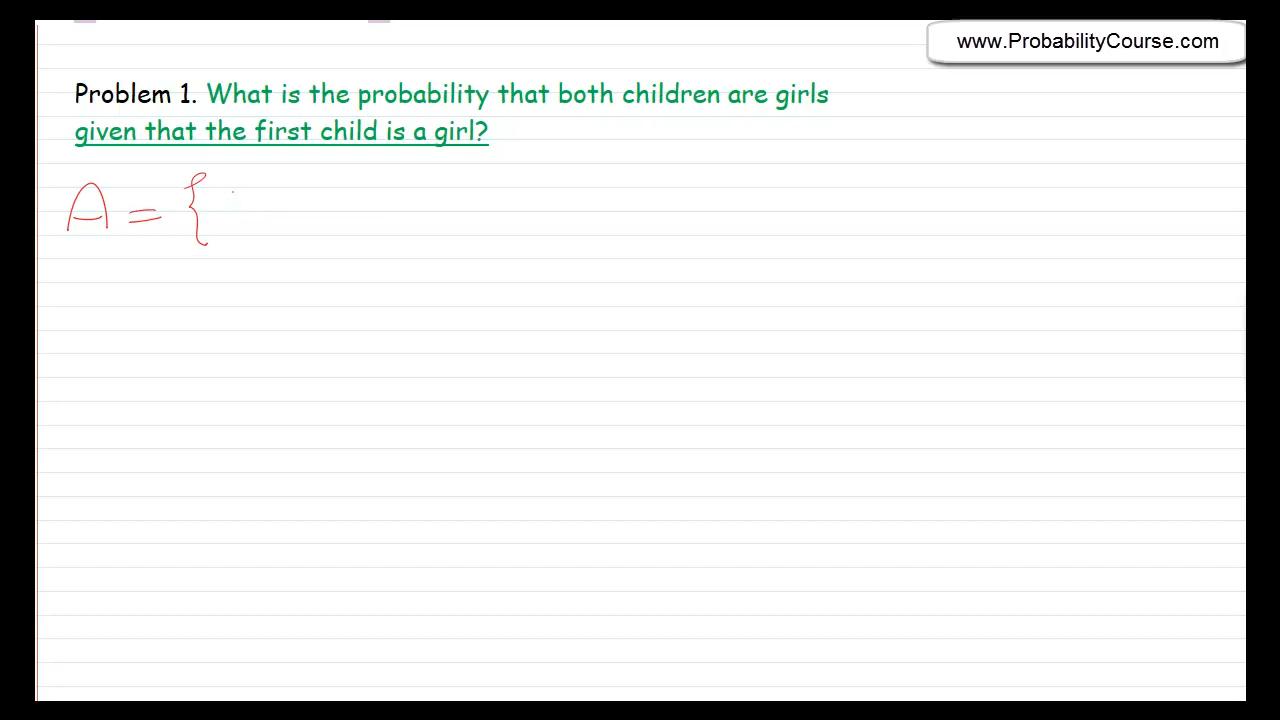 www.ProbabilityCourse.com
Problem 1. What is the probability that both children are girls
given that the first child is a girl?
A = {